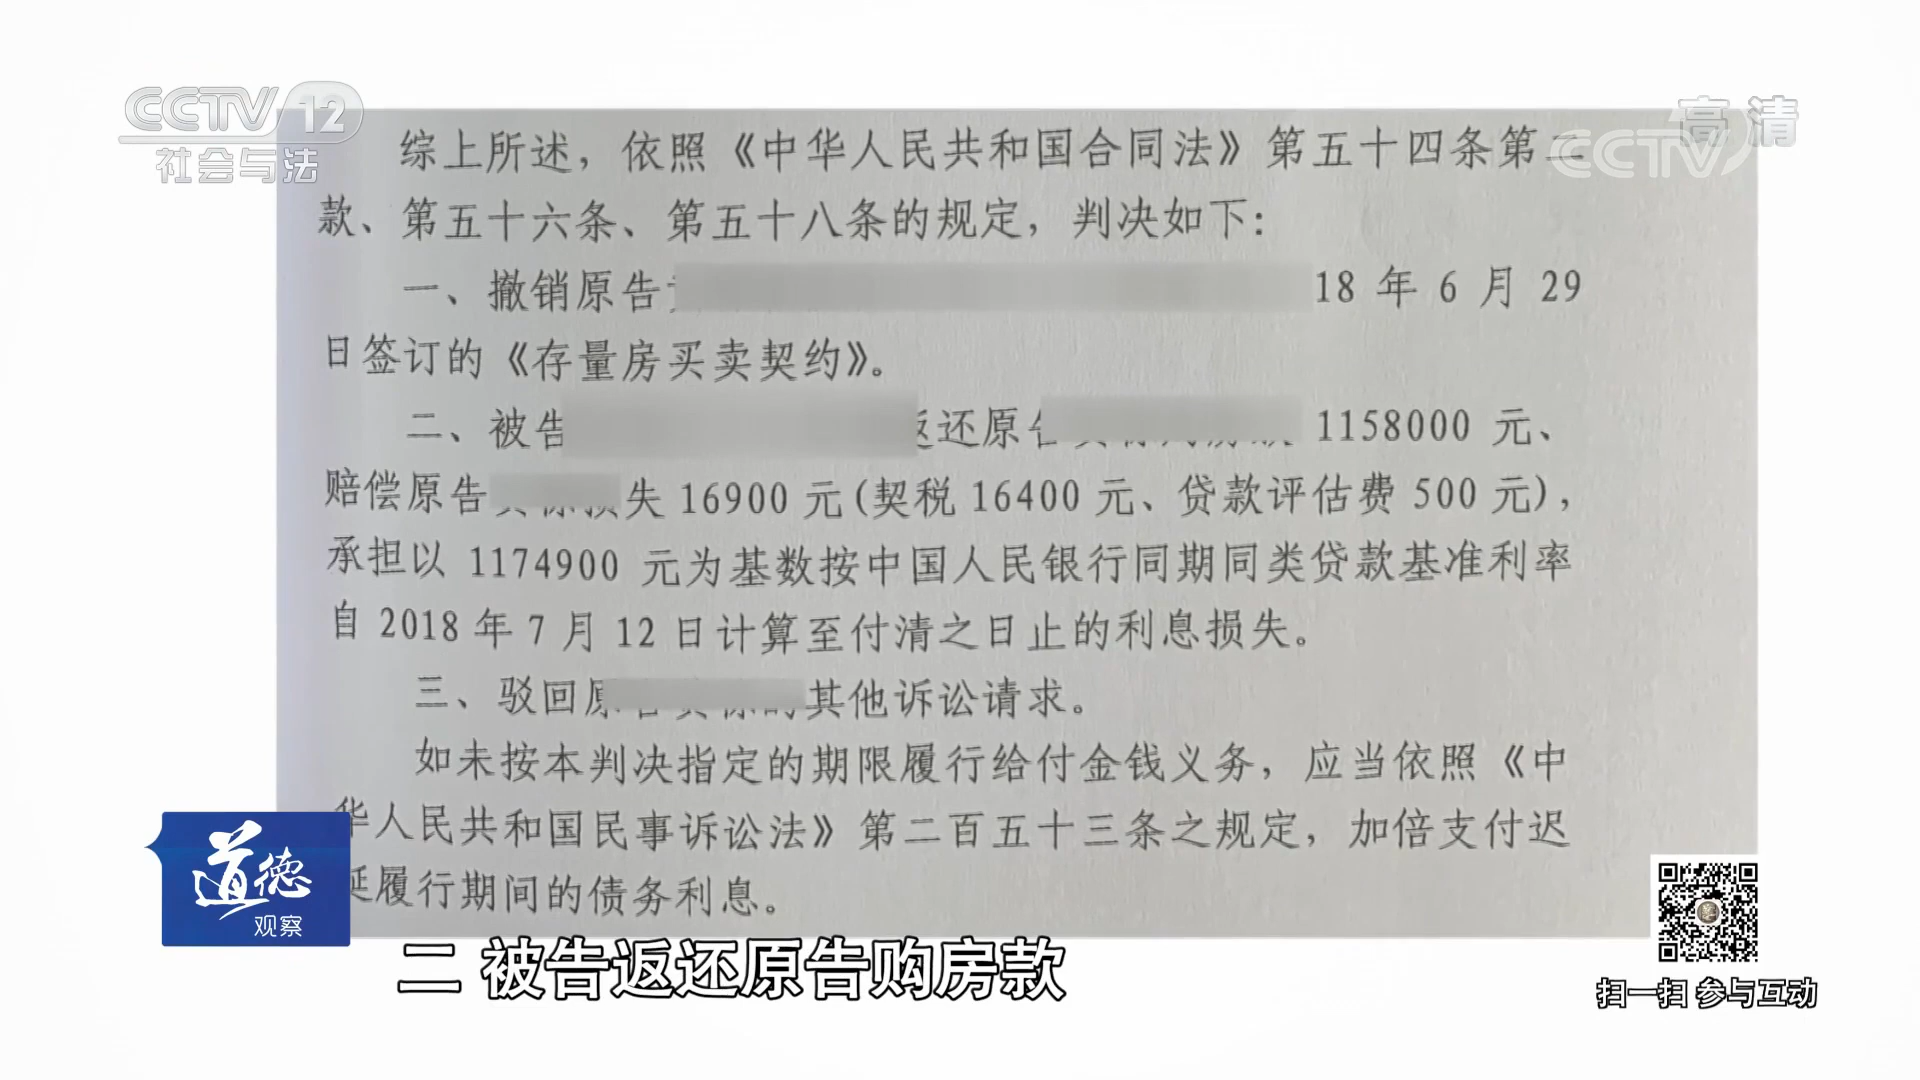 CCTV 12
社会与法
高清
CCTV
综上所述，依照《中华人民共和国合同法》第五十四条第二
款、第五十六条、第五十八条的规定，判决如下：
一、撤销原告 18 年 6 月 29
日签订的《存量房买卖契约》。
二、被告 返还原告 1158000 元、
赔偿原告 失 16900 元(契税 16400 元、贷款评估费 500 元)，
承担以 1174900 元为基数按中国人民银行同期同类贷款基准利率
自 2018 年 7 月 12 日计算至付清之日止的利息损失。
三、驳回原 其他诉讼请求。
如未按本判决指定的期限履行给付金钱义务，应当依照《中
华人民共和国民事诉讼法》第二百五十三条之规定，加倍支付迟
延履行期间的债务利息。
道德
观察
二 被告返还原告购房款
扫一扫 参与互动